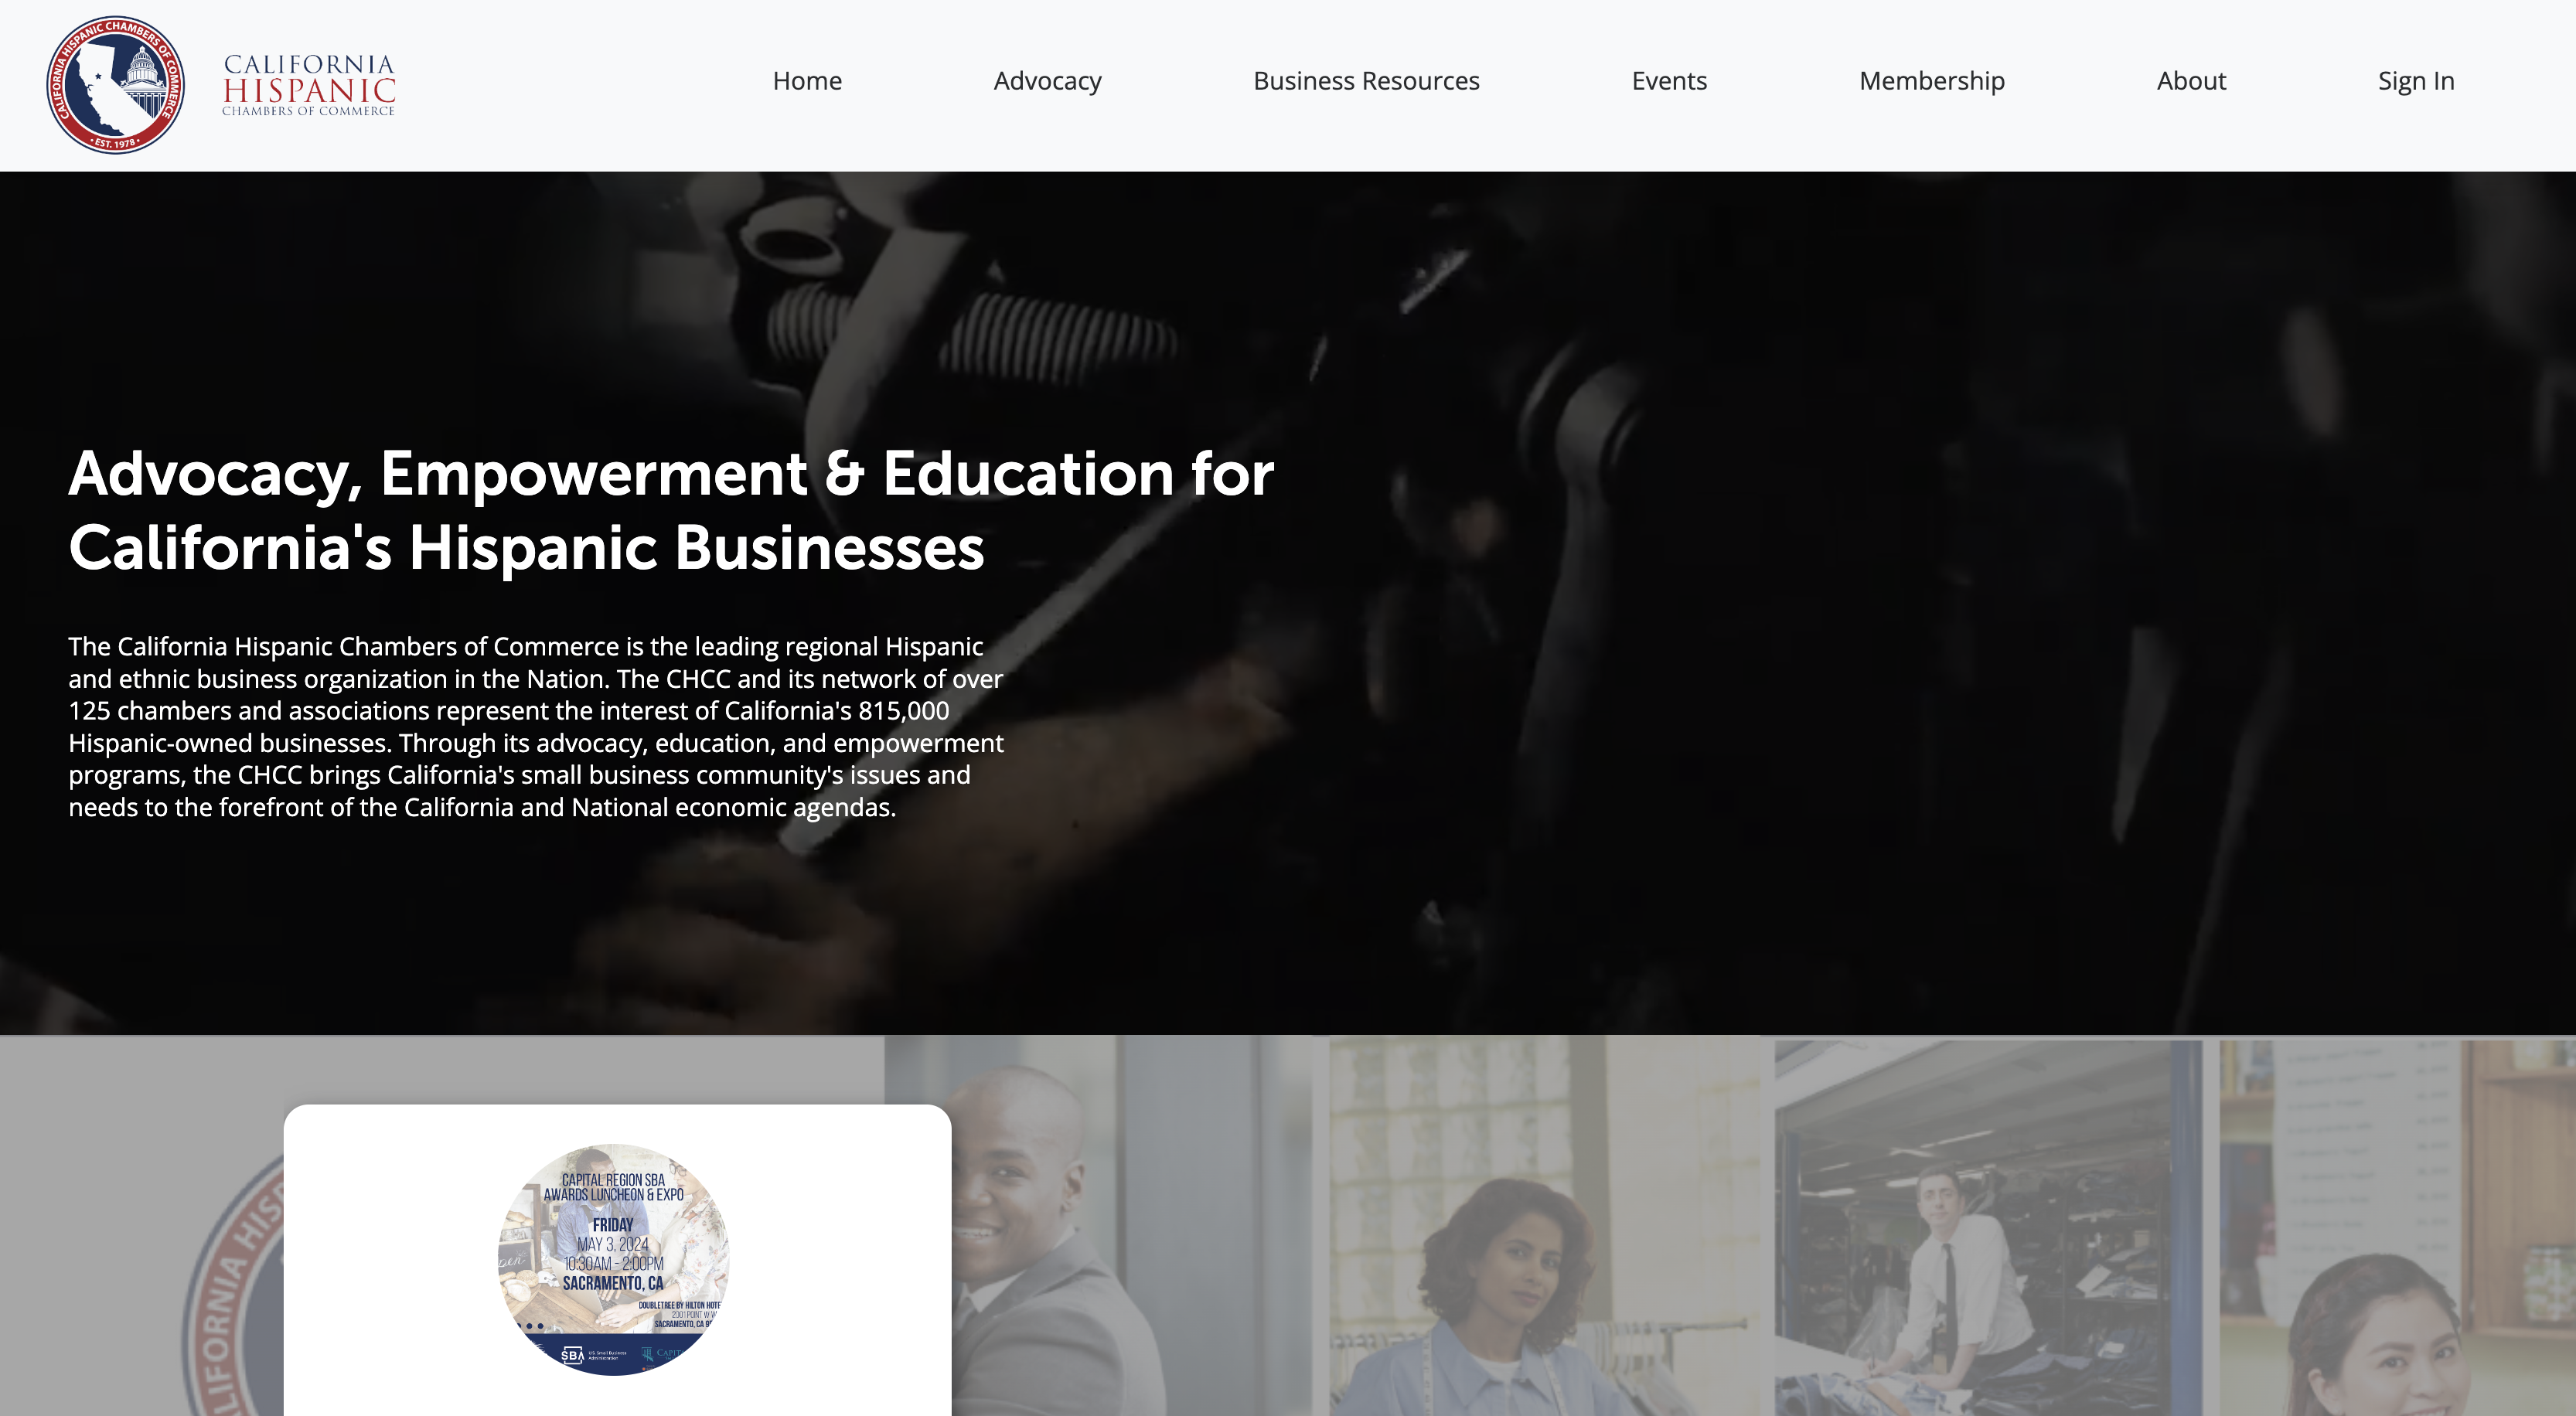 CALIFORNIA HISPANIC CHAMBERS OF COMMERCE
• EST. 1978 •
CALIFORNIA
HISPANIC
CHAMBERS OF COMMERCE
Home
Advocacy
Business Resources
Events
Membership
About
Sign In
Advocacy, Empowerment & Education for
California's Hispanic Businesses
The California Hispanic Chambers of Commerce is the leading regional Hispanic
and ethnic business organization in the Nation. The CHCC and its network of over
125 chambers and associations represent the interest of California's 815,000
Hispanic-owned businesses. Through its advocacy, education, and empowerment
programs, the CHCC brings California's small business community's issues and
needs to the forefront of the California and National economic agendas.
CALIFORNIA HIS
CAPITAL REGION SBA
AWARDS LUNCHEON & EXPO
FRIDAY
MAY 3, 2024
10:30AM - 2:00PM
SACRAMENTO, CA
DOUBLETREE BY HILTON HOTE
2001 POINT W
SACRAMENTO, CA 95
SBA
U.S. Small Business
Administration
CAPIT